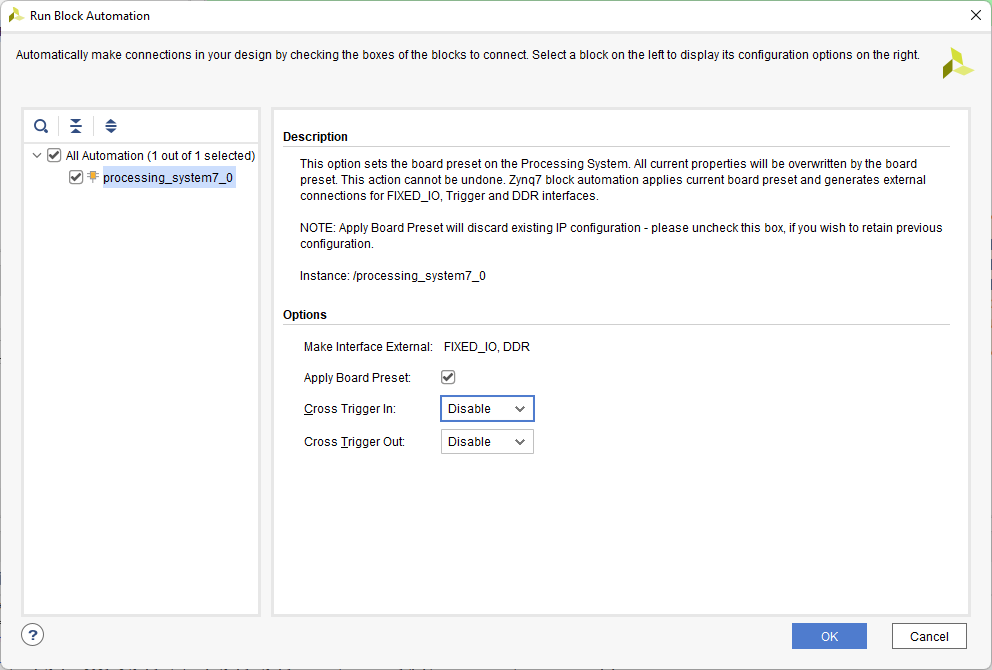 Run Block Automation
Automatically make connections in your design by checking the boxes of the blocks to connect. Select a block on the left to display its configuration options on the right.
All Automation (1 out of 1 selected)
processing_system7_0
Description
This option sets the board preset on the Processing System. All current properties will be overwritten by the board
preset. This action cannot be undone. Zynq7 block automation applies current board preset and generates external
connections for FIXED_IO, Trigger and DDR interfaces.
NOTE: Apply Board Preset will discard existing IP configuration - please uncheck this box, if you wish to retain previous
configuration.
Instance: /processing_system7_0
Options
Make Interface External: FIXED_IO, DDR
Apply Board Preset:
Cross Trigger In: Disable
Cross Trigger Out: Disable
?
OK
Cancel